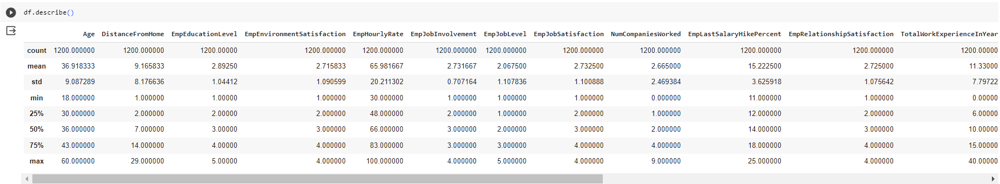 df.describe()
Age DistanceFromHome EmpEducationLevel EmpEnvironmentSatisfaction EmpHourlyRate EmpJobInvolvement EmpJobLevel EmpJobSatisfaction NumCompaniesWorked EmpLastSalaryHikePercent EmpRelationshipSatisfaction TotalWorkExperienceInYear
count 1200.000000 1200.000000 1200.00000 1200.000000 1200.000000 1200.000000 1200.000000 1200.000000 1200.000000 1200.000000 1200.000000 1200.00000
mean 36.918333 9.165833 2.89250 2.715833 65.981667 2.731667 2.067500 2.732500 2.665000 15.222500 2.725000 11.33000
std 9.087289 8.176636 1.04412 1.090599 20.211302 0.707164 1.107836 1.100888 2.469384 3.625918 1.075642 7.79722
min 18.000000 1.000000 1.00000 1.000000 30.000000 1.000000 1.000000 1.000000 0.000000 11.000000 1.000000 0.00000
25% 30.000000 2.000000 2.00000 2.000000 48.000000 2.000000 1.000000 2.000000 1.000000 12.000000 2.000000 6.00000
50% 36.000000 7.000000 3.00000 3.000000 66.000000 3.000000 2.000000 3.000000 2.000000 14.000000 3.000000 10.00000
75% 43.000000 14.000000 4.00000 4.000000 83.000000 3.000000 3.000000 4.000000 4.000000 18.000000 4.000000 15.00000
max 60.000000 29.000000 5.00000 4.000000 100.000000 4.000000 5.000000 4.000000 9.000000 25.000000 4.000000 40.00000